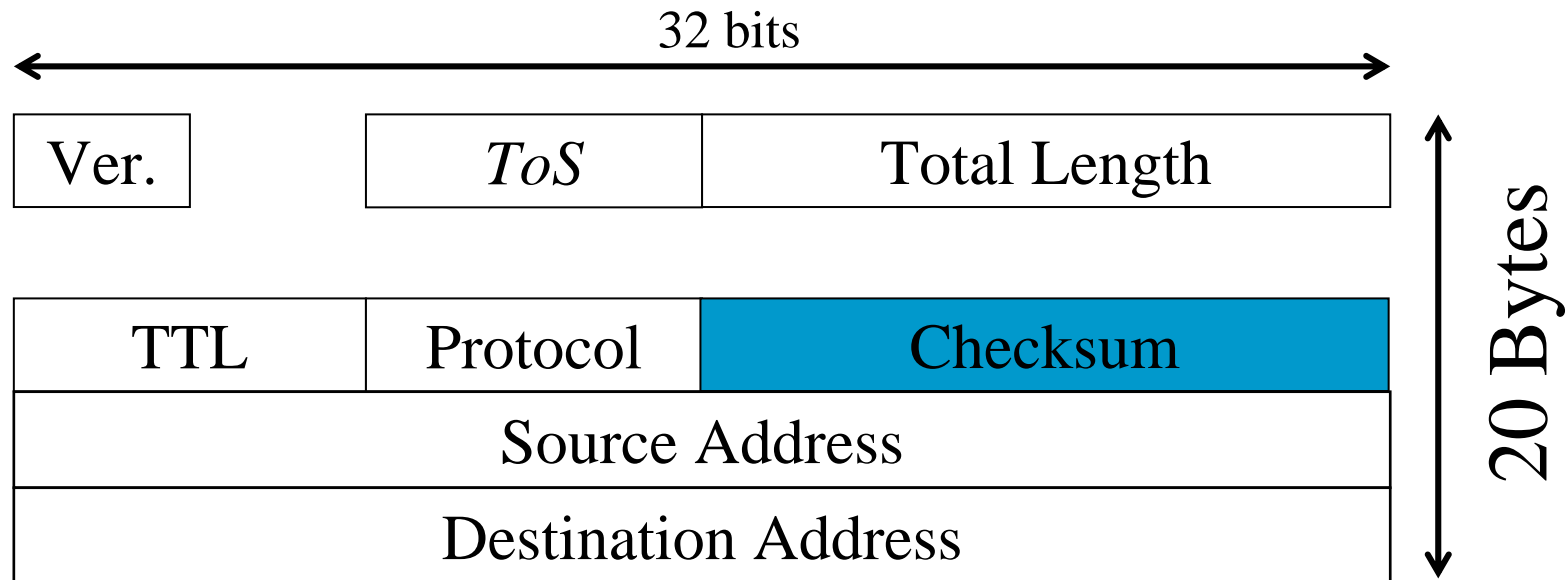 32 bits
Ver. ToS Total Length
TTL Protocol Checksum
Source Address
Destination Address
20 Bytes